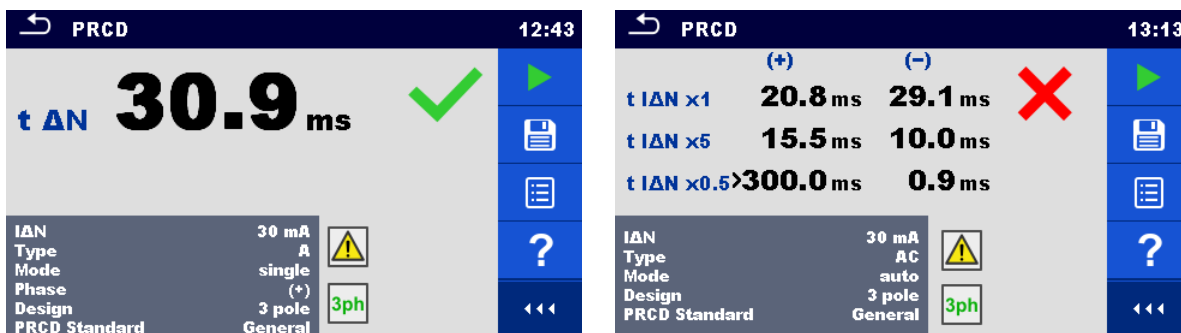 PRCD 12:43
t ΔN 30.9 ms
IΔN 30 mA
Type A
Mode single
Phase (+)
Design 3 pole
PRCD Standard General
3ph
?
PRCD 13:13
(+) (−)
t IΔN x1 20.8 ms 29.1 ms
t IΔN x5 15.5 ms 10.0 ms
t IΔN x0.5 >300.0 ms 0.9 ms
IΔN 30 mA
Type AC
Mode auto
Design 3 pole
PRCD Standard General
3ph
?